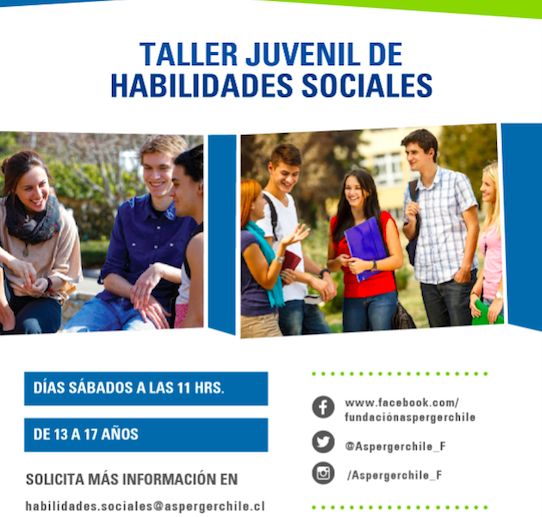 TALLER JUVENIL DE
HABILIDADES SOCIALES
DÍAS SÁBADOS A LAS 11 HRS.
DE 13 A 17 AÑOS
SOLICITA MÁS INFORMACIÓN EN
habilidades.sociales@aspergerchile.cl
www.facebook.com/
fundaciónaspergerchile
@Aspergerchile_F
/Aspergerchile_F